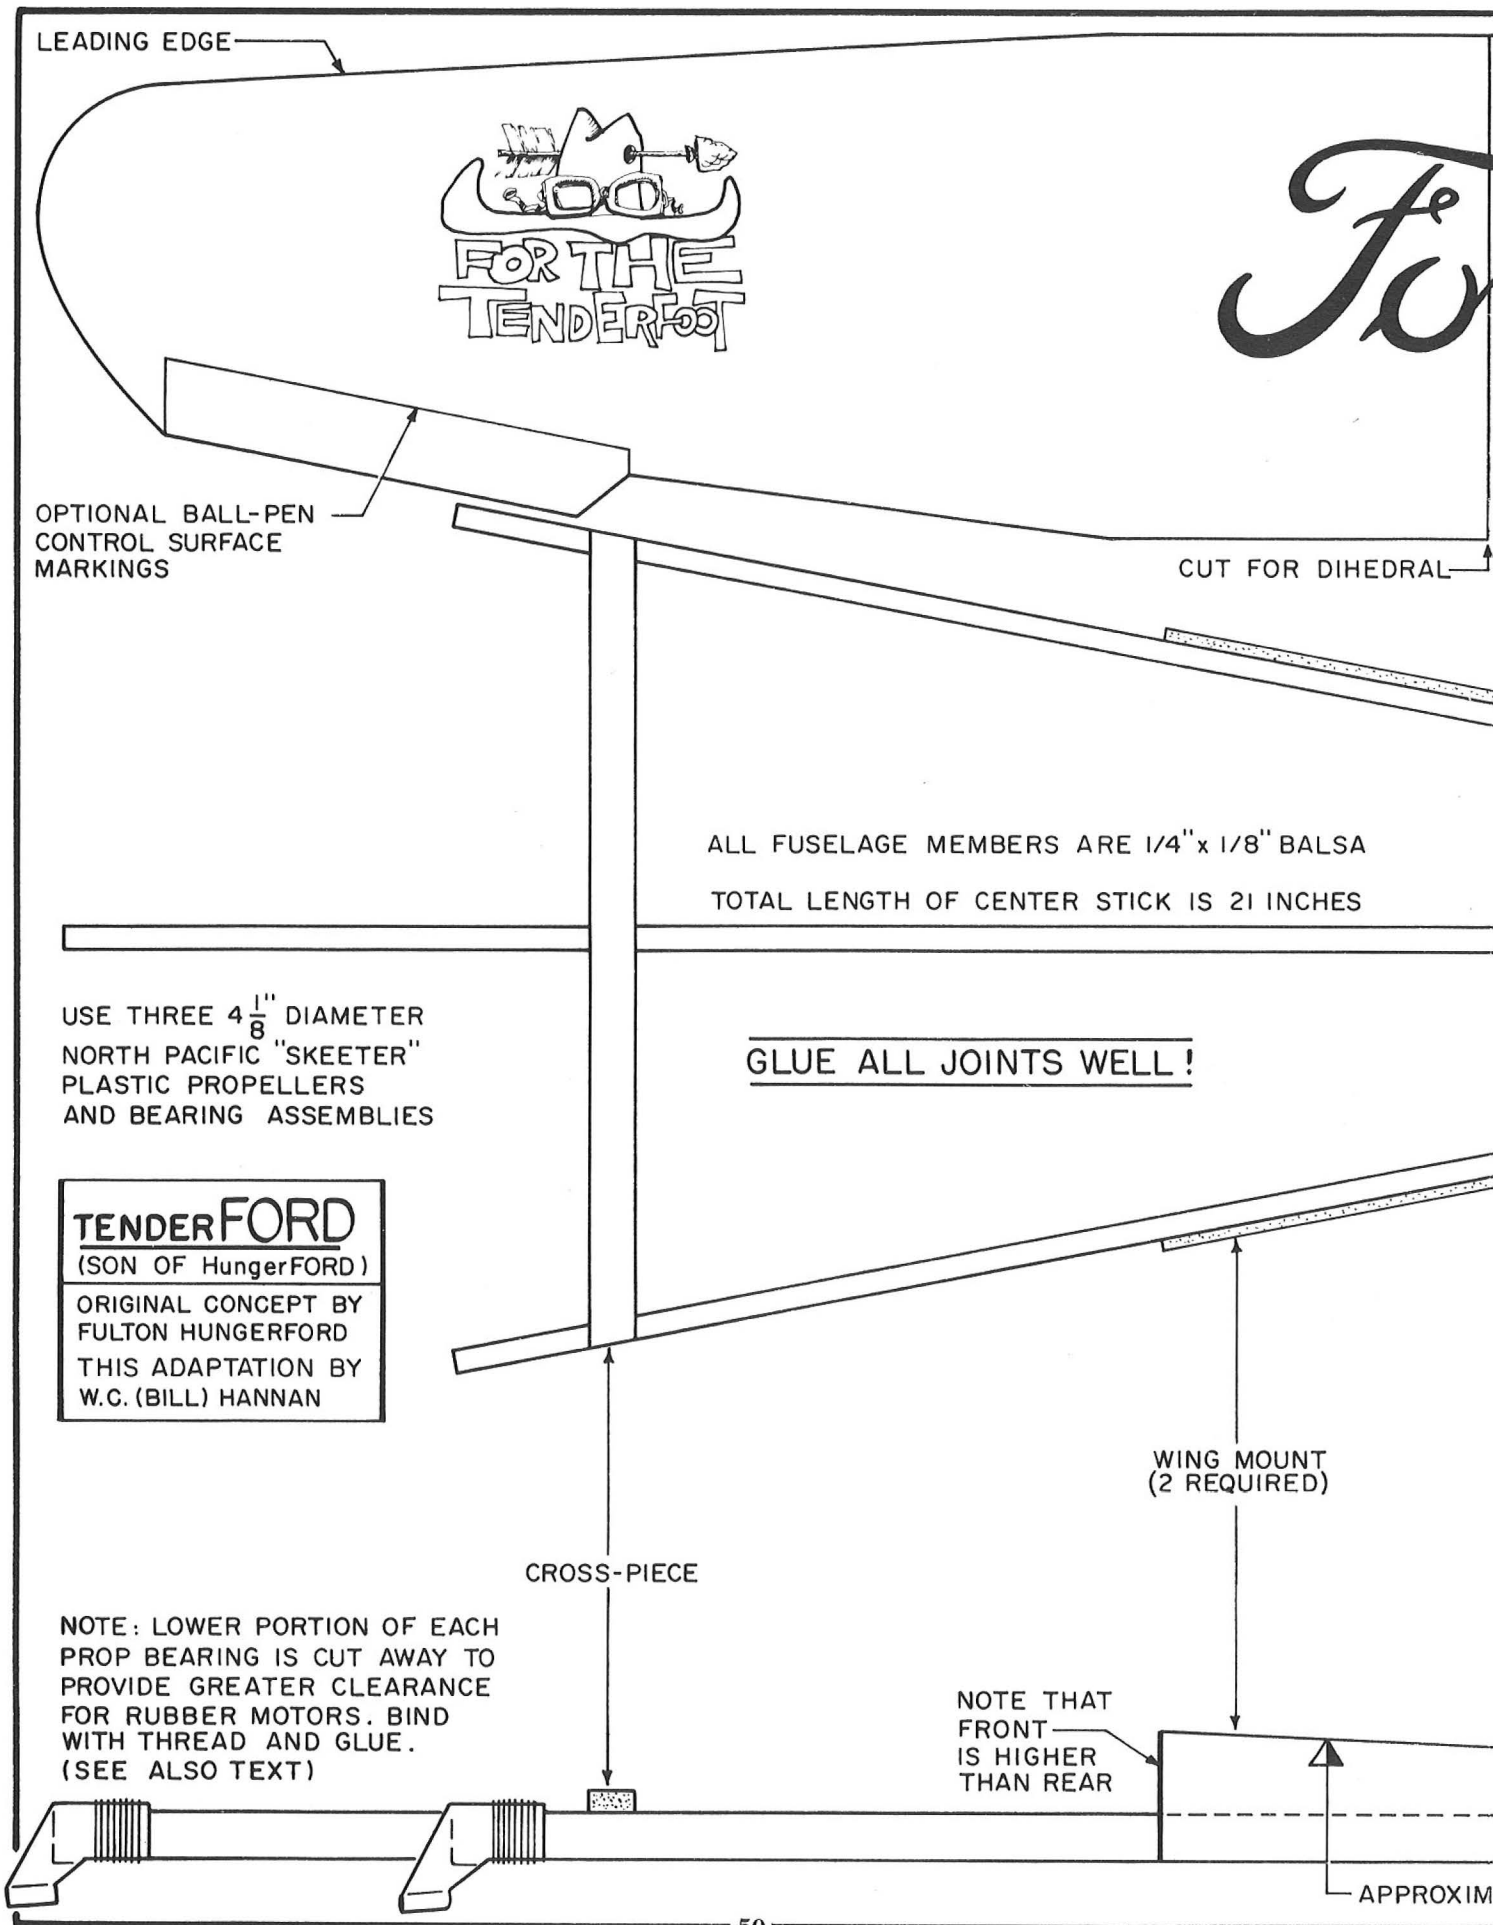 LEADING EDGE
FOR THE
TENDERFOOT
Fo
OPTIONAL BALL-PEN
CONTROL SURFACE
MARKINGS
CUT FOR DIHEDRAL
ALL FUSELAGE MEMBERS ARE 1/4" x 1/8" BALSA
TOTAL LENGTH OF CENTER STICK IS 21 INCHES
USE THREE 4 1/8" DIAMETER
NORTH PACIFIC "SKEETER"
PLASTIC PROPELLERS
AND BEARING ASSEMBLIES
GLUE ALL JOINTS WELL!
TENDERFORD
(SON OF HungerFORD)
ORIGINAL CONCEPT BY
FULTON HUNGERFORD
THIS ADAPTATION BY
W.C. (BILL) HANNAN
WING MOUNT
(2 REQUIRED)
CROSS-PIECE
NOTE: LOWER PORTION OF EACH
PROP BEARING IS CUT AWAY TO
PROVIDE GREATER CLEARANCE
FOR RUBBER MOTORS. BIND
WITH THREAD AND GLUE.
(SEE ALSO TEXT)
NOTE THAT
FRONT
IS HIGHER
THAN REAR
APPROXIM